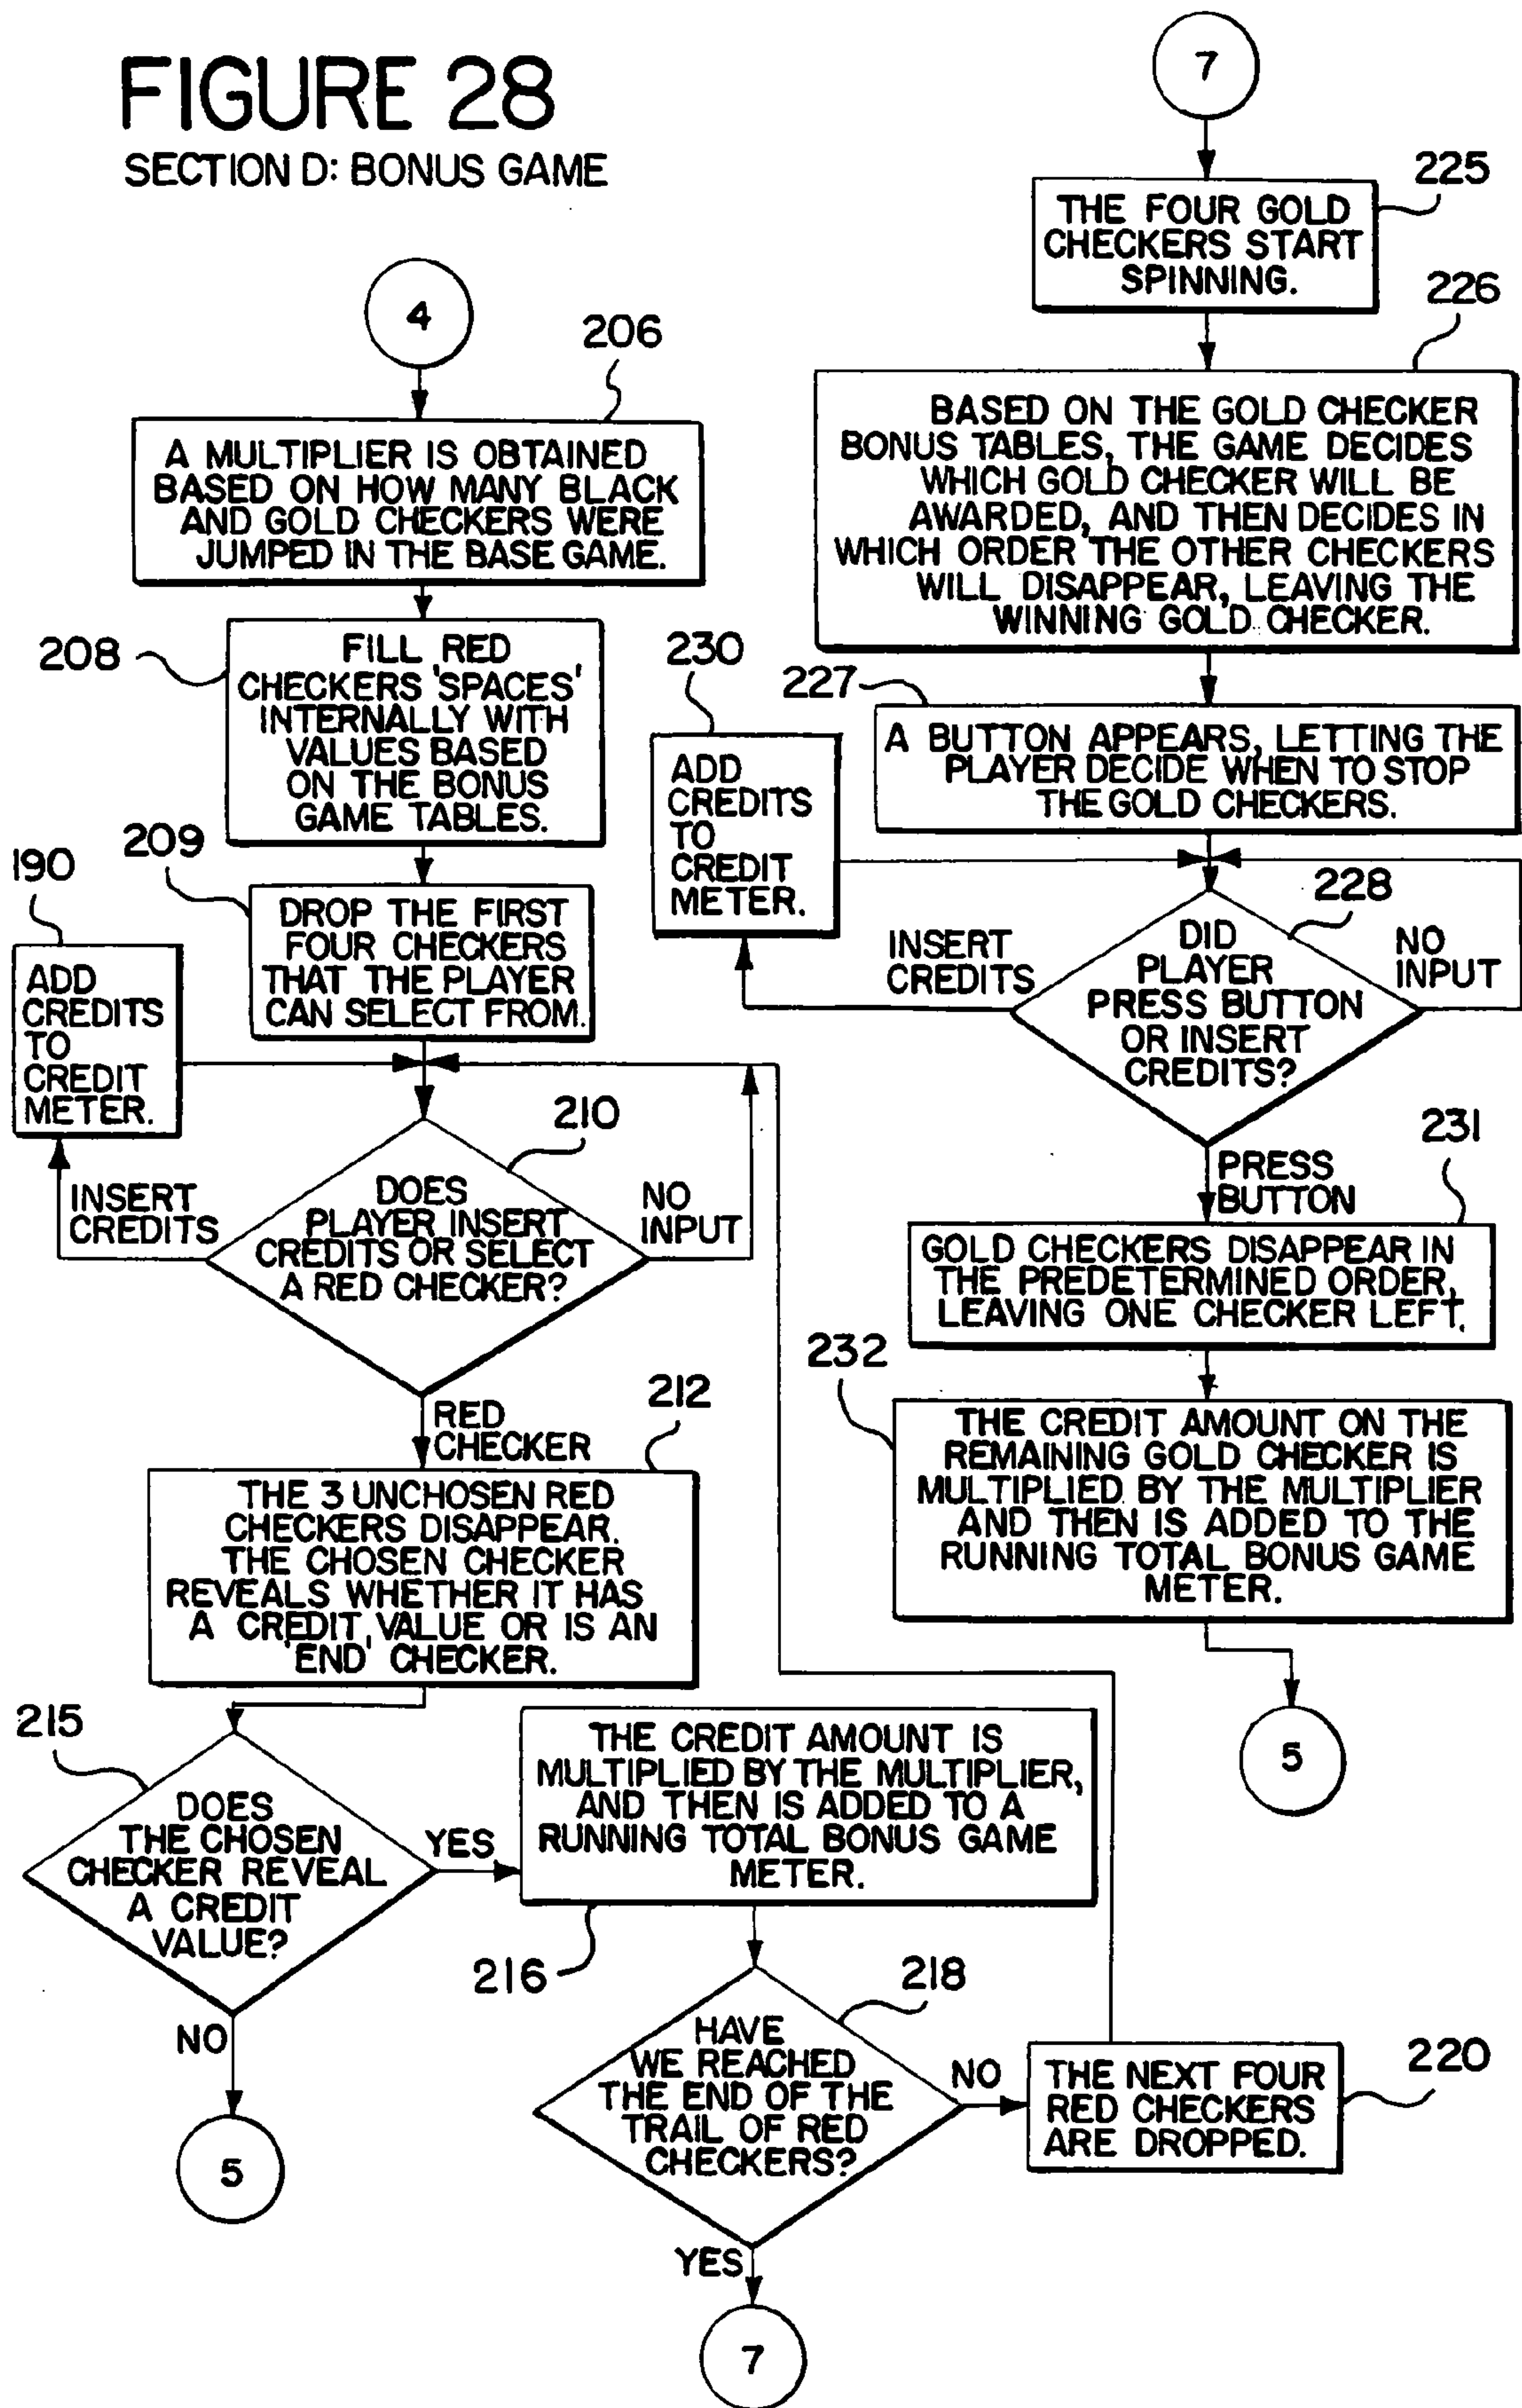 FIGURE 28
SECTION D: BONUS GAME
4
206
A MULTIPLIER IS OBTAINED
BASED ON HOW MANY BLACK
AND GOLD CHECKERS WERE
JUMPED IN THE BASE GAME.
208
FILL RED
CHECKERS 'SPACES'
INTERNALLY WITH
VALUES BASED
ON THE BONUS
GAME TABLES.
209
DROP THE FIRST
FOUR CHECKERS
THAT THE PLAYER
CAN SELECT FROM.
190
ADD
CREDITS
TO
CREDIT
METER.
210
DOES
PLAYER INSERT
CREDITS OR SELECT
A RED CHECKER?
INSERT
CREDITS
NO
INPUT
RED
CHECKER
212
THE 3 UNCHOSEN RED
CHECKERS DISAPPEAR.
THE CHOSEN CHECKER
REVEALS WHETHER IT HAS
A CREDIT VALUE OR IS AN
'END' CHECKER.
215
DOES
THE CHOSEN
CHECKER REVEAL
A CREDIT
VALUE?
YES
NO
5
THE CREDIT AMOUNT IS
MULTIPLIED BY THE MULTIPLIER,
AND THEN IS ADDED TO A
RUNNING TOTAL BONUS GAME
METER.
216
218
HAVE
WE REACHED
THE END OF THE
TRAIL OF RED
CHECKERS?
NO
THE NEXT FOUR
RED CHECKERS
ARE DROPPED.
220
YES
7
7
225
THE FOUR GOLD
CHECKERS START
SPINNING.
226
BASED ON THE GOLD CHECKER
BONUS TABLES, THE GAME DECIDES
WHICH GOLD CHECKER WILL BE
AWARDED, AND THEN DECIDES IN
WHICH ORDER THE OTHER CHECKERS
WILL DISAPPEAR, LEAVING THE
WINNING GOLD CHECKER.
227
A BUTTON APPEARS, LETTING THE
PLAYER DECIDE WHEN TO STOP
THE GOLD CHECKERS.
230
ADD
CREDITS
TO
CREDIT
METER.
228
DID
PLAYER
PRESS BUTTON
OR INSERT
CREDITS?
INSERT
CREDITS
NO
INPUT
PRESS
BUTTON
231
GOLD CHECKERS DISAPPEAR IN
THE PREDETERMINED ORDER,
LEAVING ONE CHECKER LEFT.
232
THE CREDIT AMOUNT ON THE
REMAINING GOLD CHECKER IS
MULTIPLIED BY THE MULTIPLIER
AND THEN IS ADDED TO THE
RUNNING TOTAL BONUS GAME
METER.
5